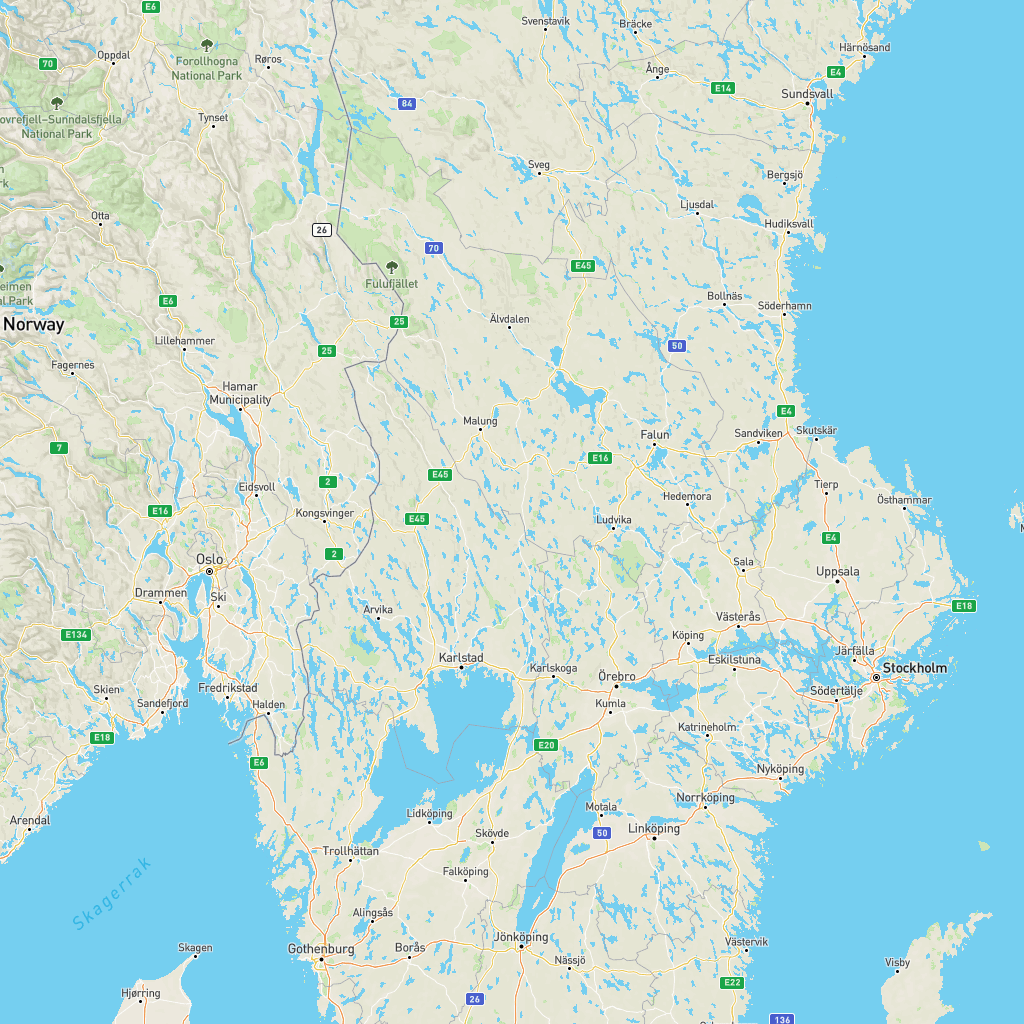 E6
Svenstavik
Bräcke
Härnösand
Oppdal
Forollhogna
National Park
Røros
70
Ånge
E4
E14
Sundsvall
84
ovrefjell–Sunndalsfjella
National Park
Tynset
Sveg
Bergsjö
rk
Ljusdal
Otta
Hudiksvall
26
70
E45
Fulufjället
eimen
al Park
E6
Bollnäs
Söderhamn
Norway
25
Älvdalen
Lillehammer
25
50
Fagernes
Hamar
Municipality
E4
Malung
Falun
Sandviken
Skutskär
7
E16
E45
2
Eidsvoll
Hedemora
Tierp
Östhammar
E16
Kongsvinger
E45
Ludvika
2
E4
Oslo
Sala
Uppsala
Drammen
Ski
Arvika
E18
Västerås
E134
Köping
Järfälla
Karlstad
Karlskoga
Eskilstuna
Stockholm
Örebro
Skien
Fredrikstad
Södertälje
Sandefjord
Halden
Kumla
Katrineholm
E18
E20
E6
Nyköping
Norrköping
Motala
Arendal
Lidköping
Skövde
50
Linköping
Trollhättan
Falköping
Skagerrak
Alingsås
Skagen
Gothenburg
Borås
Jönköping
Västervik
Nässjö
Visby
E22
Hjørring
26
136